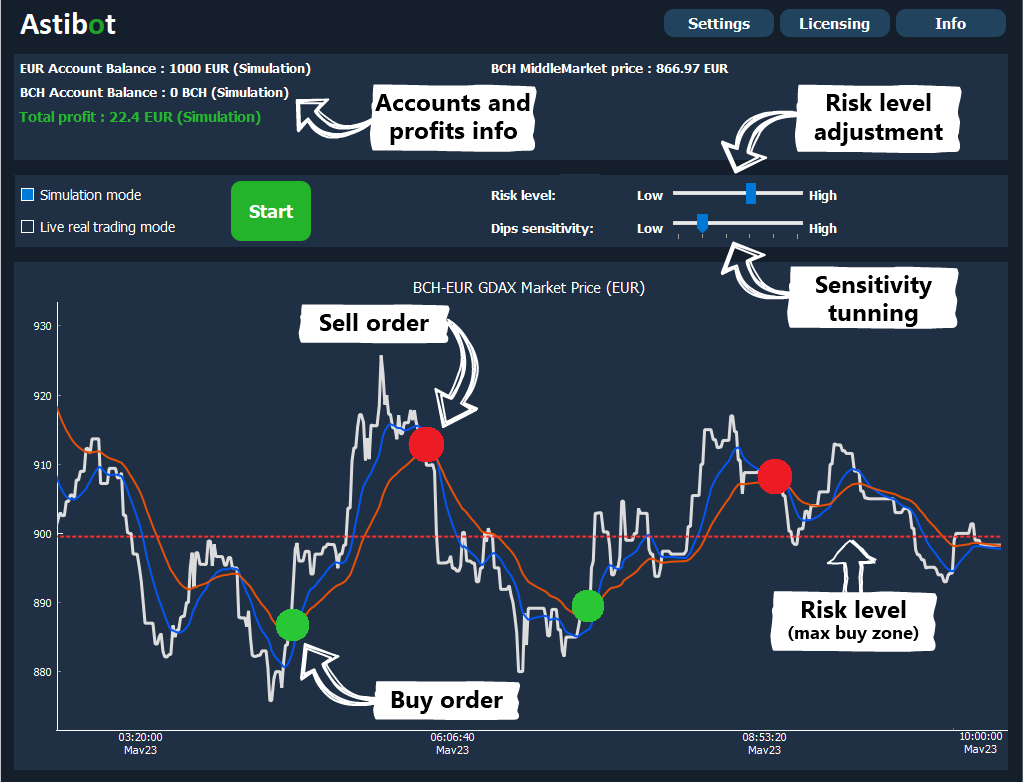 Astibot
Settings
Licensing
Info
EUR Account Balance : 1000 EUR (Simulation)
BCH MiddleMarket price : 866.97 EUR
BCH Account Balance : 0 BCH (Simulation)
Total profit : 22.4 EUR (Simulation)
Accounts and
profits info
Risk level
adjustment
Simulation mode
Live real trading mode
Start
Risk level:
Low
High
Dips sensitivity:
Low
High
Sensitivity
tunning
BCH-EUR GDAX Market Price (EUR)
Sell order
930
920
910
900
890
880
Risk level
(max buy zone)
Buy order
03:20:00
May23
06:06:40
May23
08:53:20
May23
10:00:00
May23